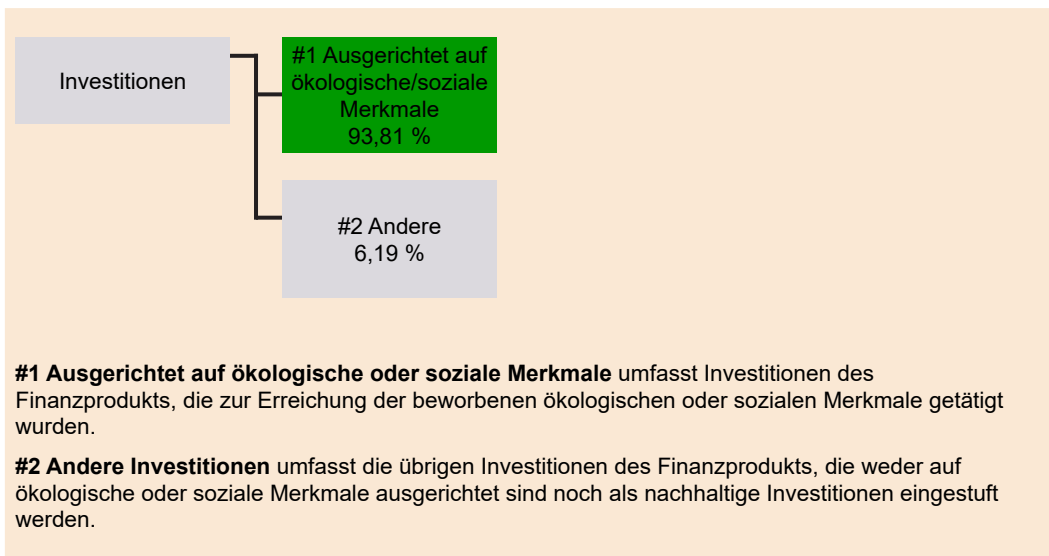 Investitionen
#1 Ausgerichtet auf
ökologische/soziale
Merkmale
93,81 %
#2 Andere
6,19 %
#1 Ausgerichtet auf ökologische oder soziale Merkmale umfasst Investitionen des
Finanzprodukts, die zur Erreichung der beworbenen ökologischen oder sozialen Merkmale getätigt
wurden.
#2 Andere Investitionen umfasst die übrigen Investitionen des Finanzprodukts, die weder auf
ökologische oder soziale Merkmale ausgerichtet sind noch als nachhaltige Investitionen eingestuft
werden.